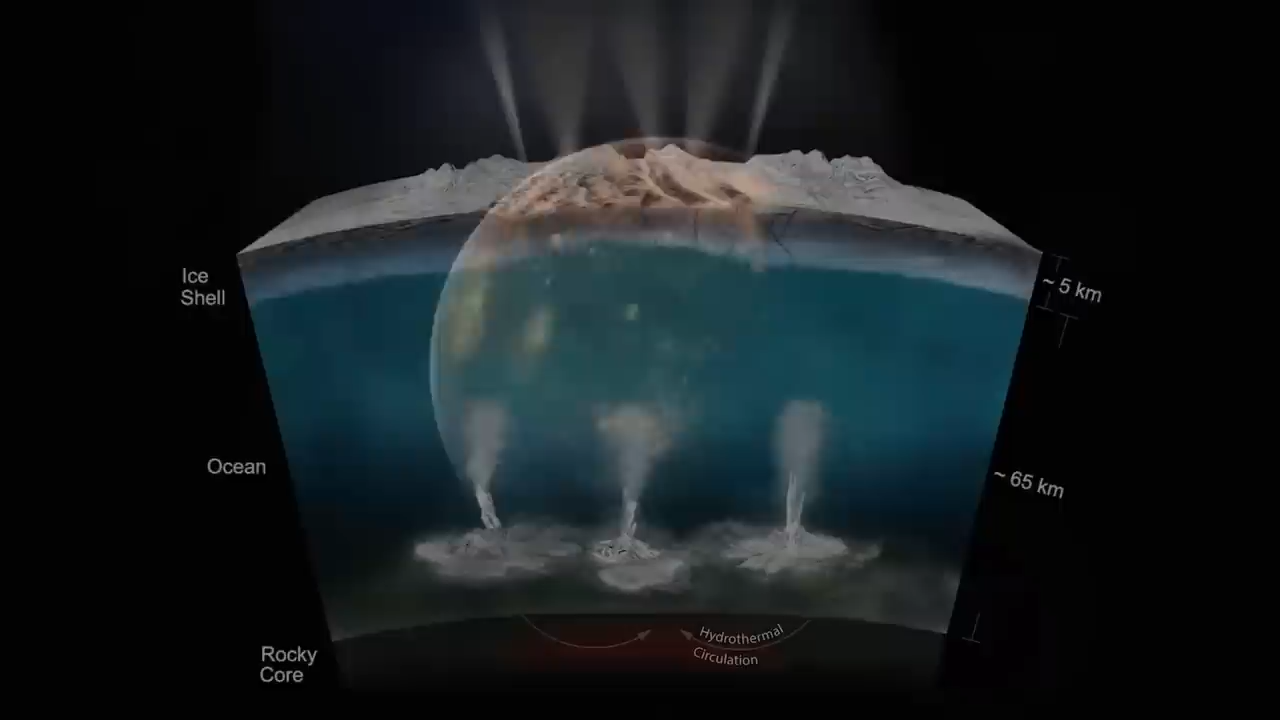 Ice
Shell
~ 5 km
Ocean
~ 65 km
Hydrothermal
Circulation
Rocky
Core